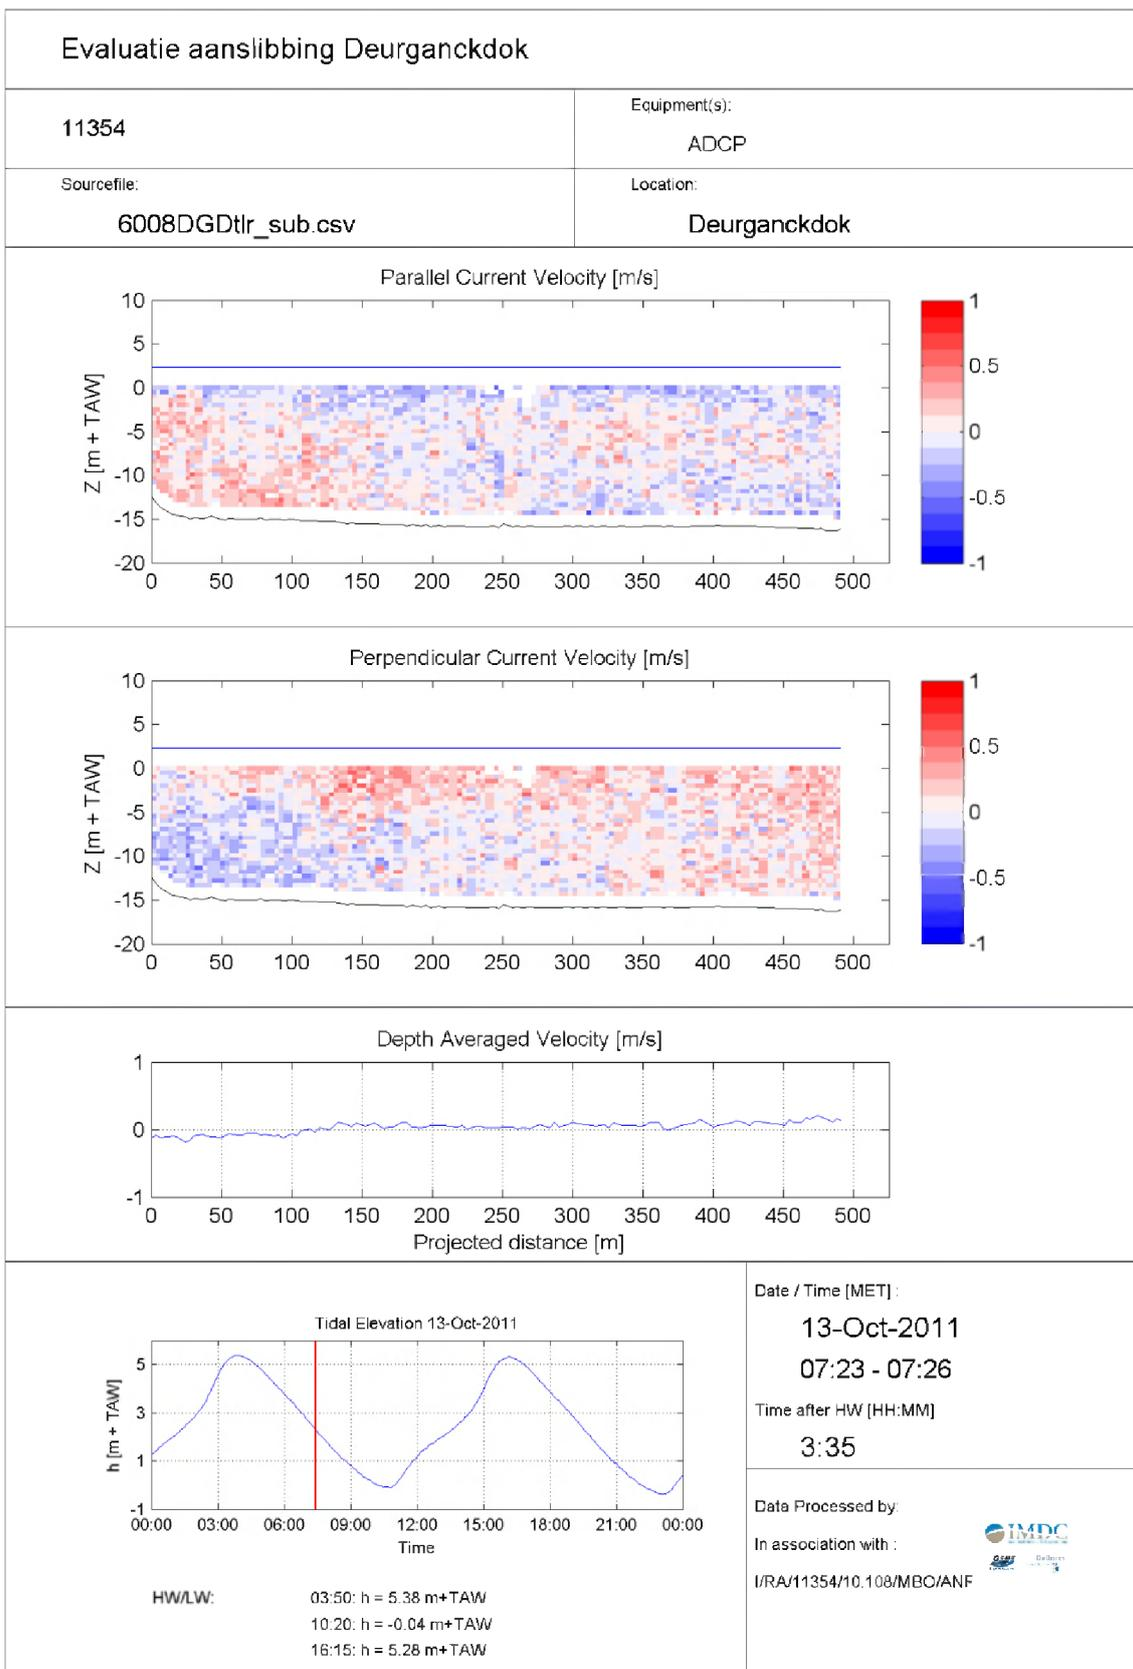 Evaluatie aanslibbing Deurganckdok
11354
Equipment(s):
ADCP
Sourcefile:
6008DGDtlr_sub.csv
Location:
Deurganckdok
Parallel Current Velocity [m/s]
10
5
0
-5
-10
-15
-20
Z [m + TAW]
0 50 100 150 200 250 300 350 400 450 500
1
0.5
0
-0.5
-1
Perpendicular Current Velocity [m/s]
10
5
0
-5
-10
-15
-20
Z [m + TAW]
0 50 100 150 200 250 300 350 400 450 500
1
0.5
0
-0.5
-1
Depth Averaged Velocity [m/s]
1
0
-1
0 50 100 150 200 250 300 350 400 450 500
Projected distance [m]
Tidal Elevation 13-Oct-2011
5
3
1
-1
h [m + TAW]
00:00 03:00 06:00 09:00 12:00 15:00 18:00 21:00 00:00
Time
HW/LW:
03:50: h = 5.38 m+TAW
10:20: h = -0.04 m+TAW
16:15: h = 5.28 m+TAW
Date / Time [MET] :
13-Oct-2011
07:23 - 07:26
Time after HW [HH:MM]
3:35
Data Processed by:
IMDC
In association with :
I/RA/11354/10.108/MBO/ANF